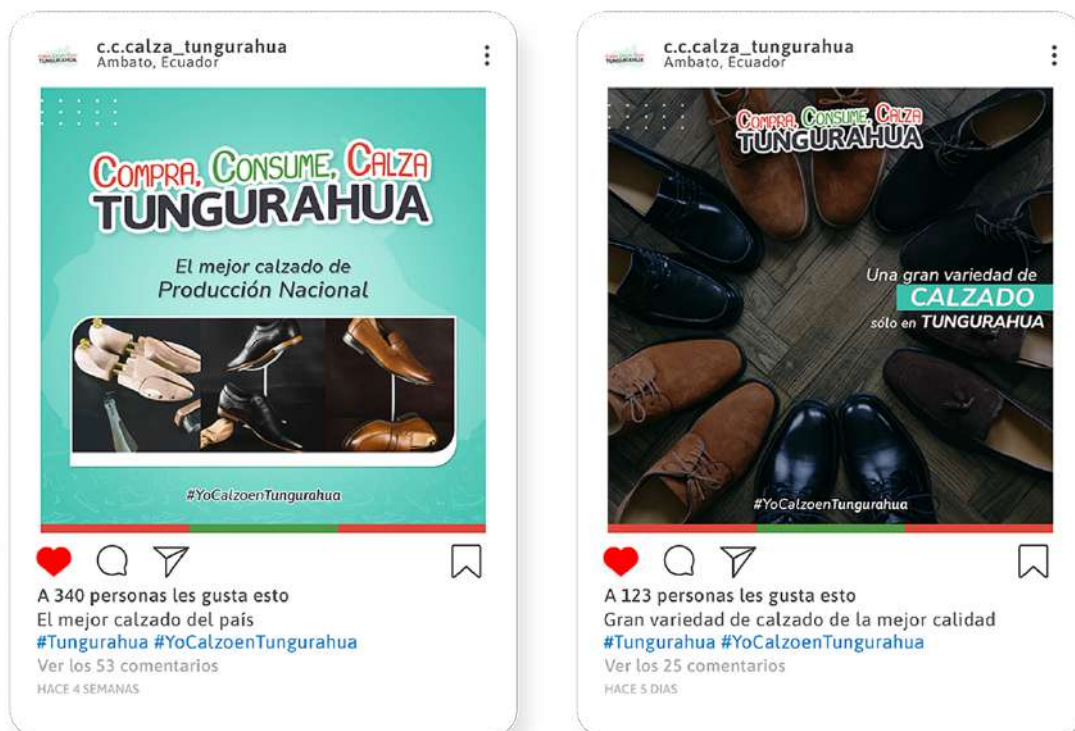 c.c.calza_tungurahua
Ambato, Ecuador
COMPRA, CONSUME, CALZA
TUNGURAHUA
El mejor calzado de
Producción Nacional
#YoCalzoenTungurahua
A 340 personas les gusta esto
El mejor calzado del país
#Tungurahua #YoCalzoenTungurahua
Ver los 53 comentarios
HACE 4 SEMANAS
c.c.calza_tungurahua
Ambato, Ecuador
COMPRA, CONSUME, CALZA
TUNGURAHUA
Una gran variedad de
CALZADO
sólo en TUNGURAHUA
#YoCalzoenTungurahua
A 123 personas les gusta esto
Gran variedad de calzado de la mejor calidad
#Tungurahua #YoCalzoenTungurahua
Ver los 25 comentarios
HACE 5 DIAS